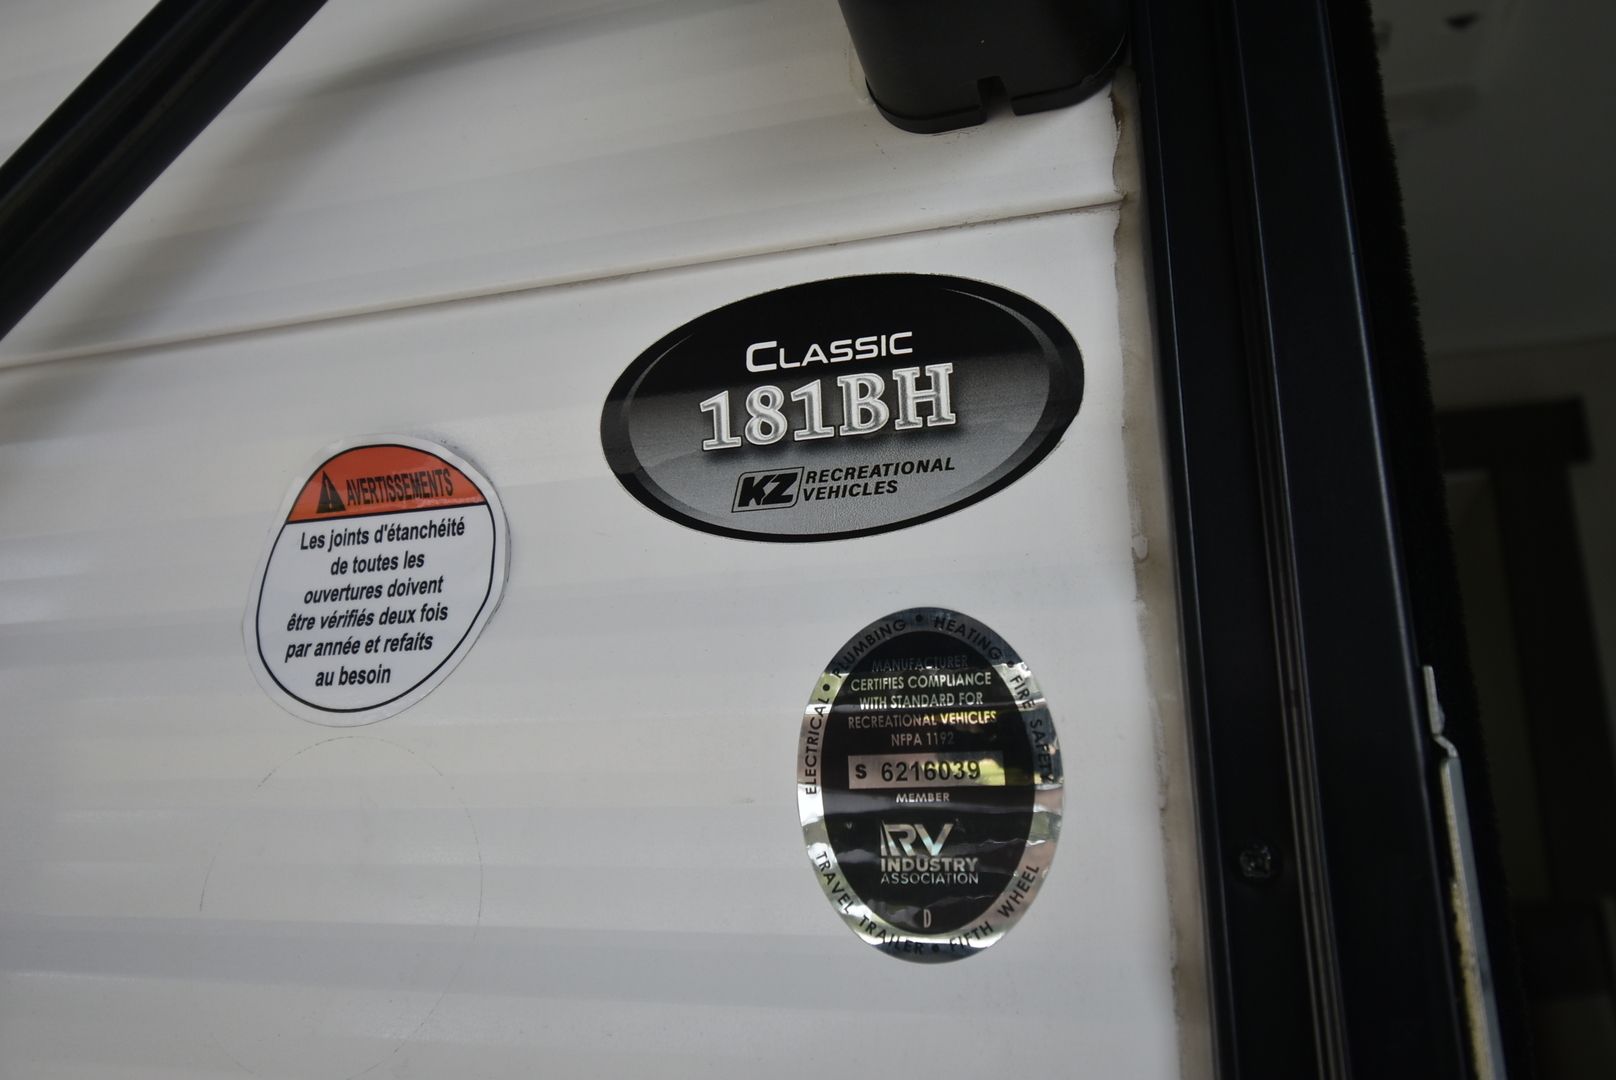 CLASSIC
181BH
KZ RECREATIONAL
VEHICLES
AVERTISSEMENTS
Les joints d'étanchéité
de toutes les
ouvertures doivent
être vérifiés deux fois
par année et refaits
au besoin
ELECTRICAL • PLUMBING • HEATING • FIRE SAFETY
MANUFACTURER
CERTIFIES COMPLIANCE
WITH STANDARD FOR
RECREATIONAL VEHICLES
NFPA 1192
S 6216039
MEMBER
RV
INDUSTRY
ASSOCIATION
D
TRAVEL TRAILER • FIFTH WHEEL